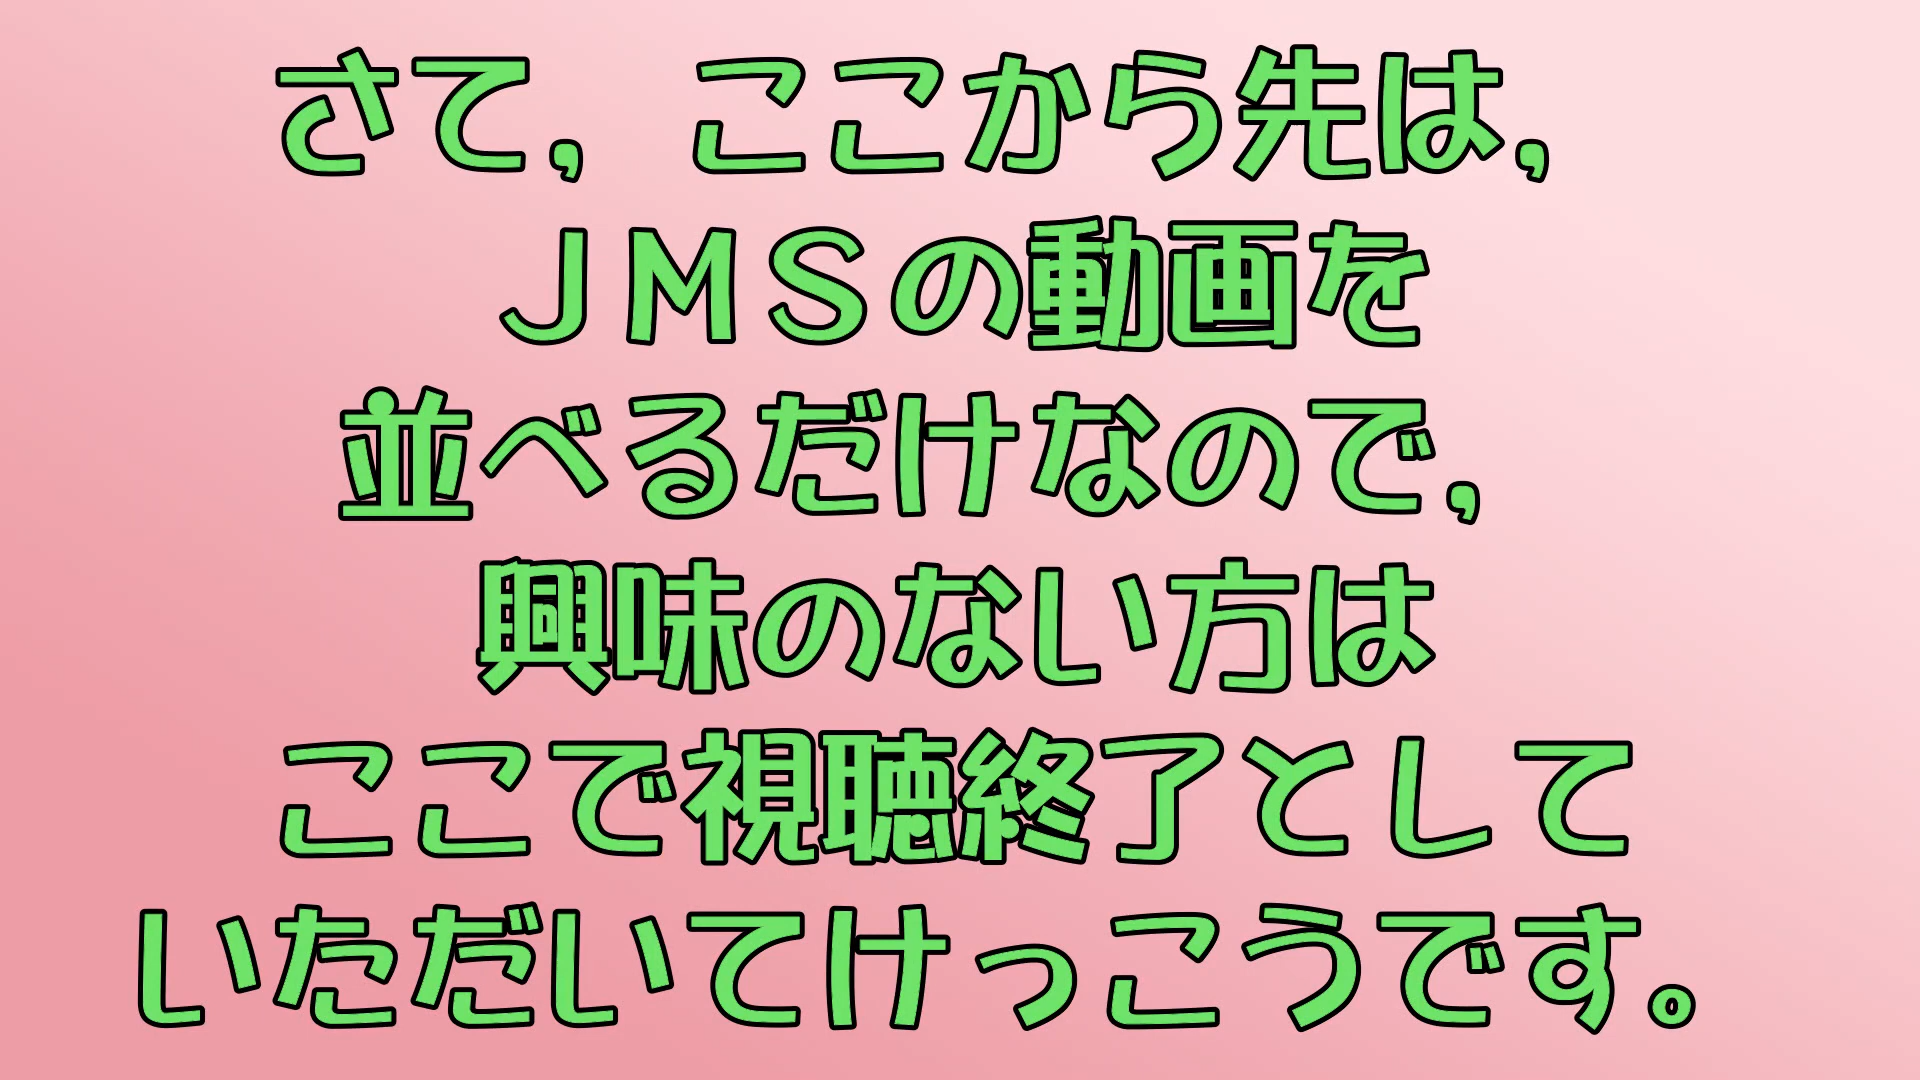 さて，ここから先は，
ＪＭＳの動画を
並べるだけなので，
興味のない方は
ここで視聴終了として
いただいてけっこうです。